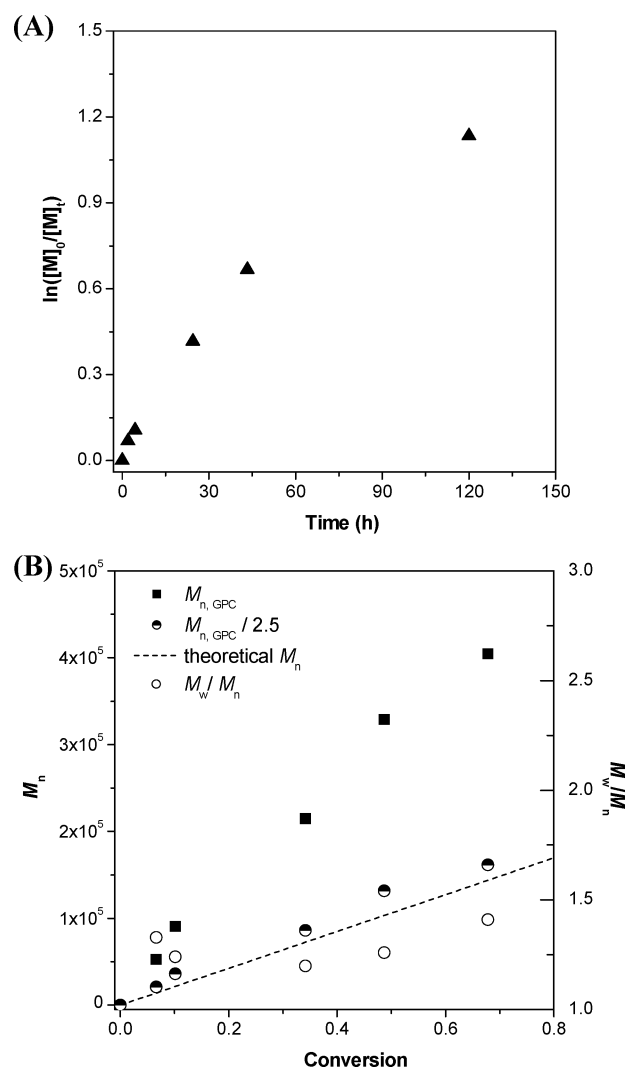 (A)
1.5
1.2
0.9
0.6
0.3
0.0
ln([M]0/[M]t)
0 30 60 90 120 150
Time (h)
(B)
5x10^5
4x10^5
3x10^5
2x10^5
1x10^5
0
Mn
Mn, GPC
Mn, GPC / 2.5
theoretical Mn
Mw/ Mn
3.0
2.5
2.0
1.5
1.0
Mw/Mn
0.0 0.2 0.4 0.6 0.8
Conversion